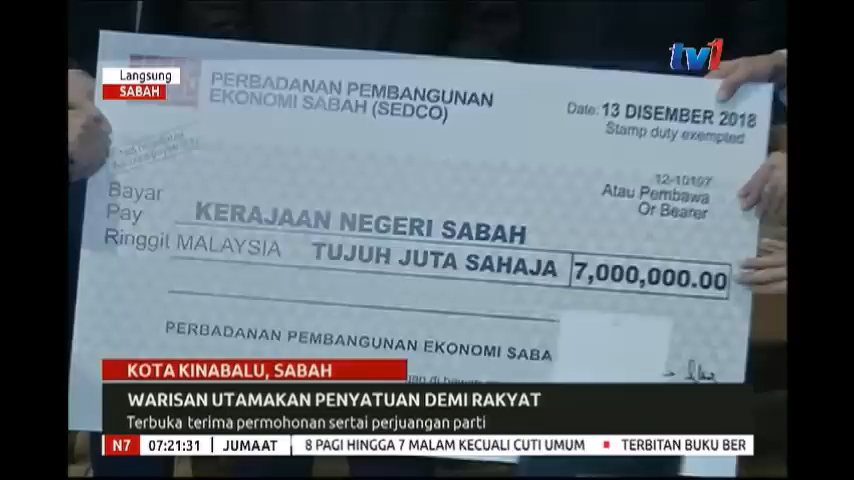 tv1
Langsung
SABAH
PERBADANAN PEMBANGUNAN
EKONOMI SABAH (SEDCO)
Date: 13 DISEMBER 2018
Stamp duty exempted
12-10107
Atau Pembawa
Or Bearer
Bayar
Pay
KERAJAAN NEGERI SABAH
Ringgit MALAYSIA TUJUH JUTA SAHAJA 7,000,000.00
PERBADANAN PEMBANGUNAN EKONOMI SABA
KOTA KINABALU, SABAH
WARISAN UTAMAKAN PENYATUAN DEMI RAKYAT
Terbuka terima permohonan sertai perjuangan parti
N7 07:21:31 JUMAAT 8 PAGI HINGGA 7 MALAM KECUALI CUTI UMUM TERBITAN BUKU BER